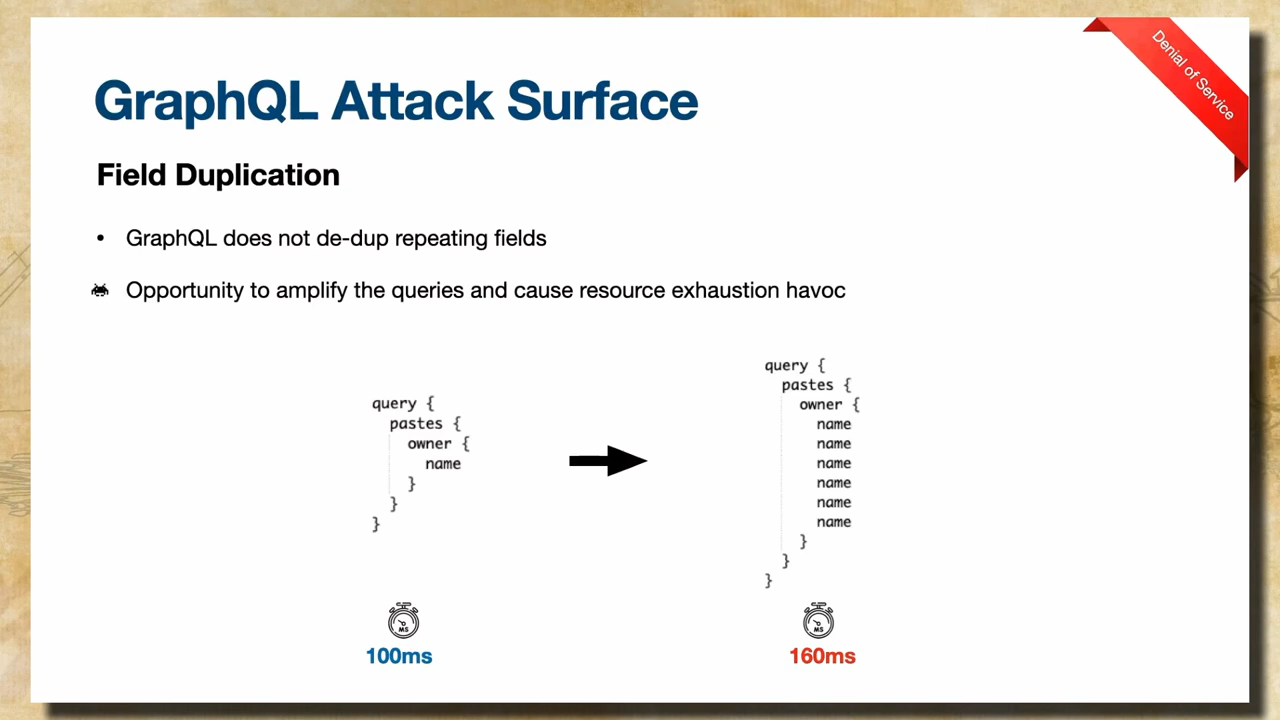 Denial of Service
GraphQL Attack Surface
Field Duplication
• GraphQL does not de-dup repeating fields
Opportunity to amplify the queries and cause resource exhaustion havoc
query {
pastes {
owner {
name
}
}
}
MS
100ms
query {
pastes {
owner {
name
name
name
name
name
name
}
}
}
MS
160ms